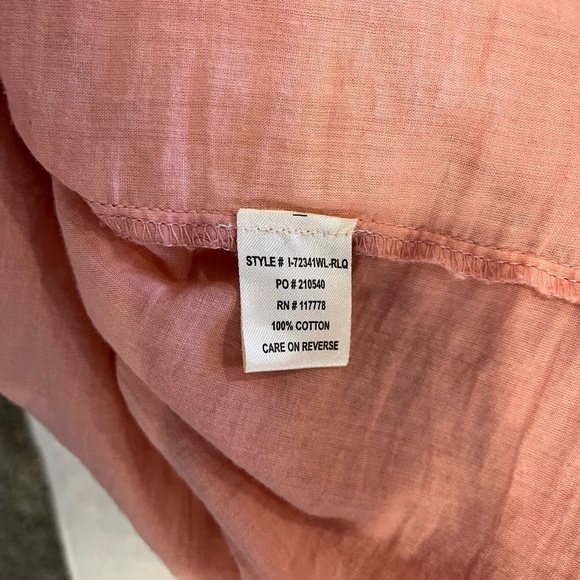 STYLE # I-72341WL-RLQ
PO # 210540
RN # 117778
100% COTTON
CARE ON REVERSE